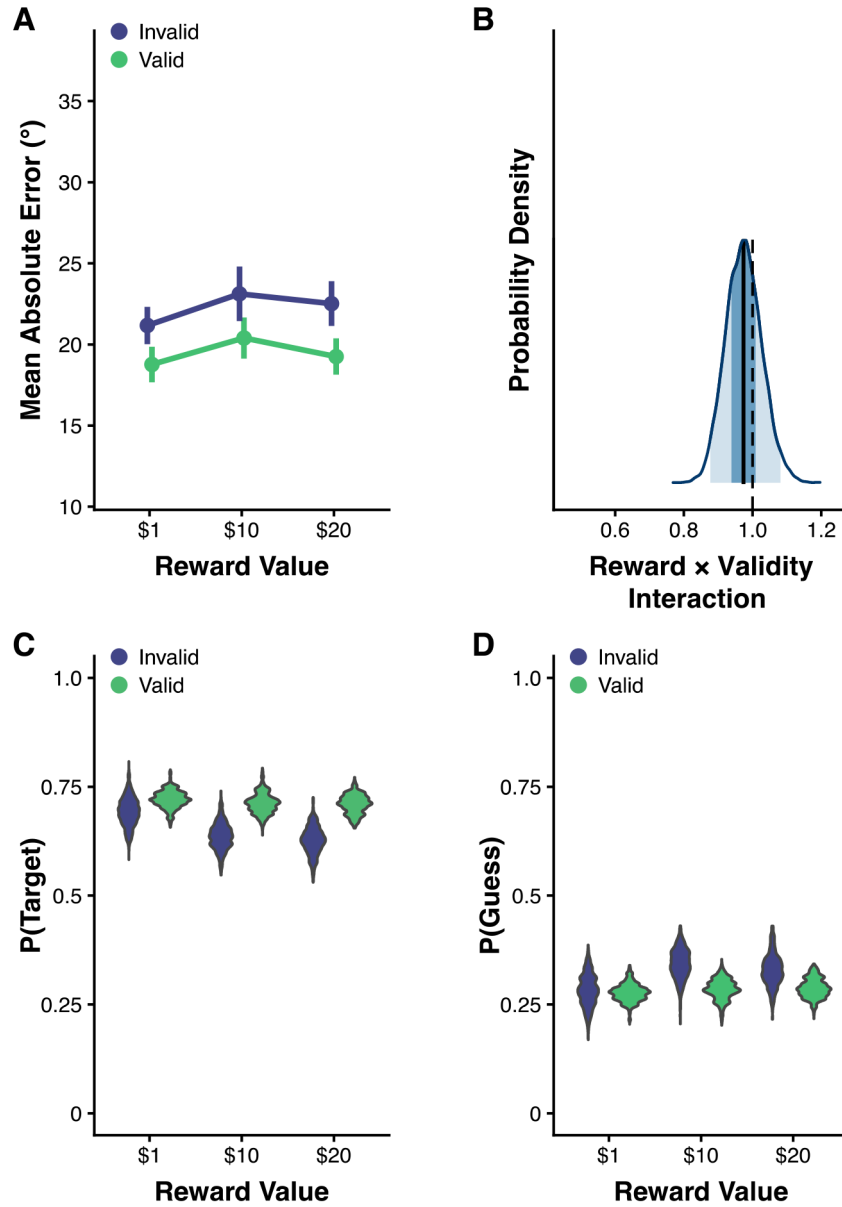 A
Invalid
Valid
Mean Absolute Error (°)
35
30
25
20
15
10
$1
$10
$20
Reward Value
B
Probability Density
0.6
0.8
1.0
1.2
Reward × Validity
Interaction
C
Invalid
Valid
P(Target)
1.0
0.75
0.5
0.25
0
$1
$10
$20
Reward Value
D
Invalid
Valid
P(Guess)
1.0
0.75
0.5
0.25
0
$1
$10
$20
Reward Value